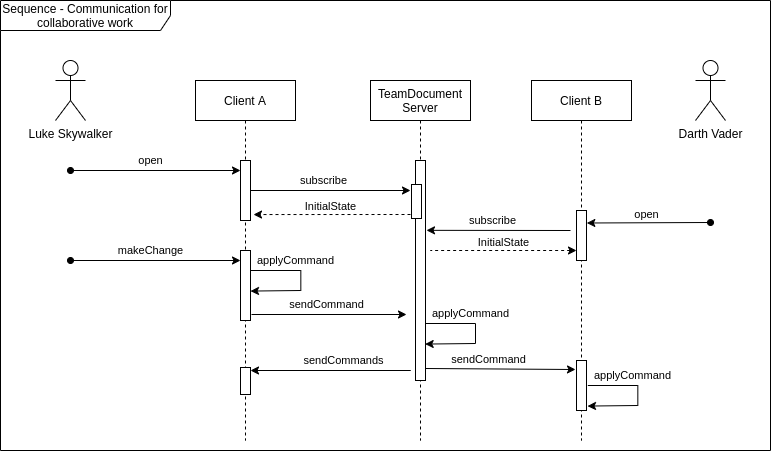 Sequence - Communication for
collaborative work
Luke Skywalker
Client A
TeamDocument
Server
Client B
Darth Vader
open
subscribe
InitialState
subscribe
open
InitialState
makeChange
applyCommand
sendCommand
applyCommand
sendCommands
sendCommand
applyCommand